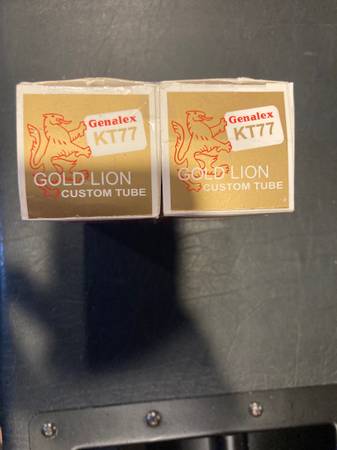 Genalex
KT77
GOLD LION
CUSTOM TUBE
Genalex
KT77
GOLD LION
CUSTOM TUBE